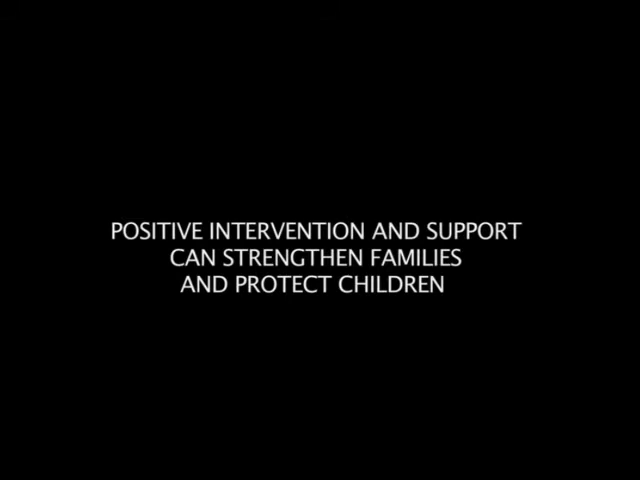 POSITIVE INTERVENTION AND SUPPORT
CAN STRENGTHEN FAMILIES
AND PROTECT CHILDREN